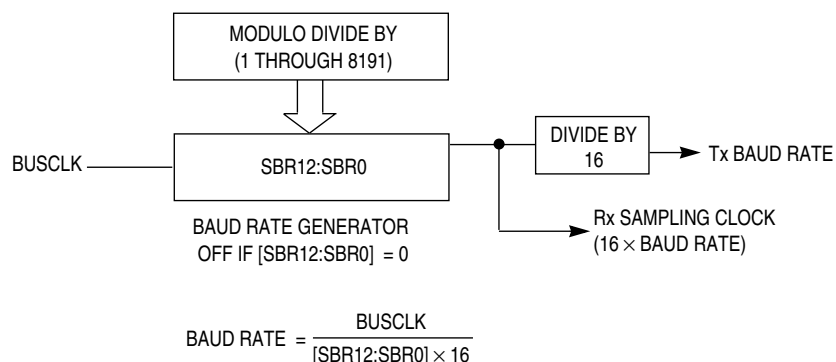 MODULO DIVIDE BY
(1 THROUGH 8191)
BUSCLK
SBR12:SBR0
DIVIDE BY
16
Tx BAUD RATE
Rx SAMPLING CLOCK
(16 × BAUD RATE)
BAUD RATE GENERATOR
OFF IF [SBR12:SBR0] = 0
BAUD RATE =
BUSCLK
[SBR12:SBR0] × 16